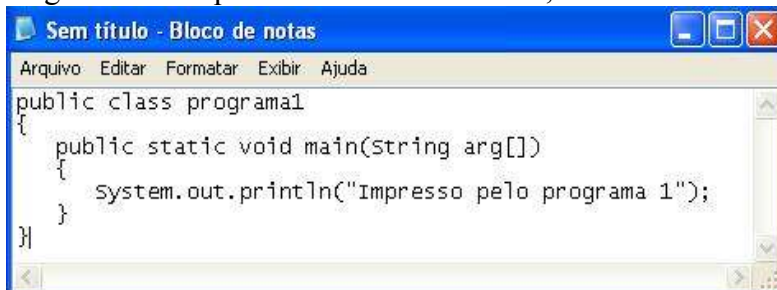 Sem título - Bloco de notas
Arquivo Editar Formatar Exibir Ajuda
public class programa1
{
public static void main(String arg[])
{
System.out.println("Impresso pelo programa 1");
}
}